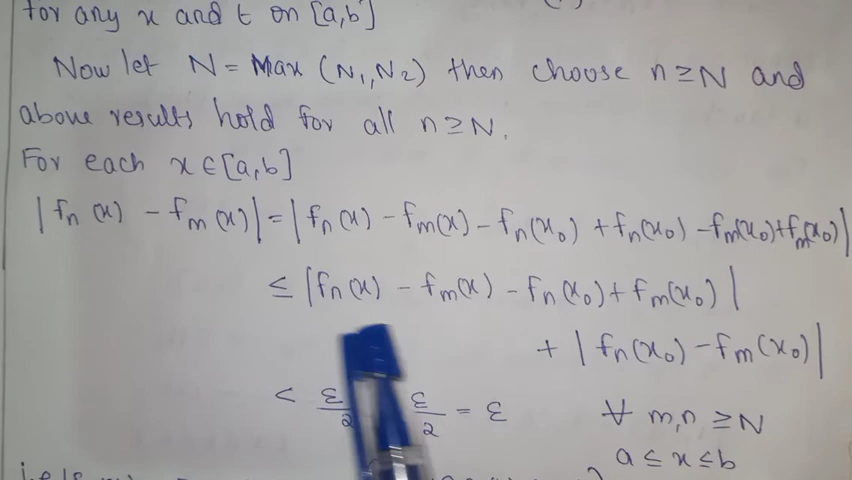 for any x and t on [a,b]
Now let N = Max (N₁,N₂) then choose n≥N and
above results hold for all n≥N.
For each x∈[a,b]
|fn(x) - fm(x)| = |fn(x) - fm(x) - fn(x₀) + fn(x₀) - fm(x₀) + fm(x₀)|
≤ |fn(x) - fm(x) - fn(x₀) + fm(x₀)|
+ |fn(x₀) - fm(x₀)|
< ε/2 ε/2 = ε ∀ m,n ≥N
a ≤ x ≤ b